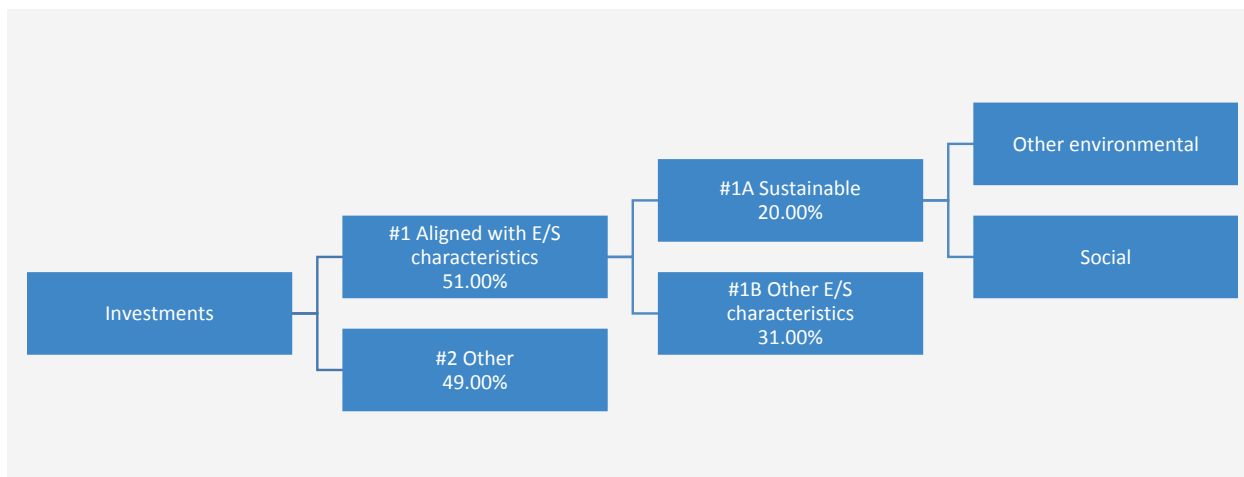 Investments
#1 Aligned with E/S
characteristics
51.00%
#2 Other
49.00%
#1A Sustainable
20.00%
#1B Other E/S
characteristics
31.00%
Other environmental
Social